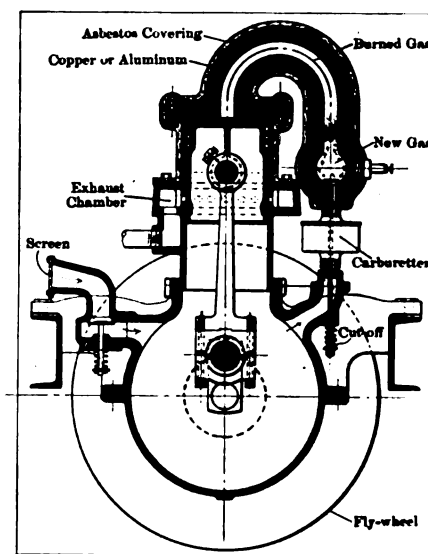 Asbestos Covering
Burned Gas
Copper or Aluminum
New Gas
Exhaust
Chamber
Screen
Carburetter
Cut-off
Fly-wheel